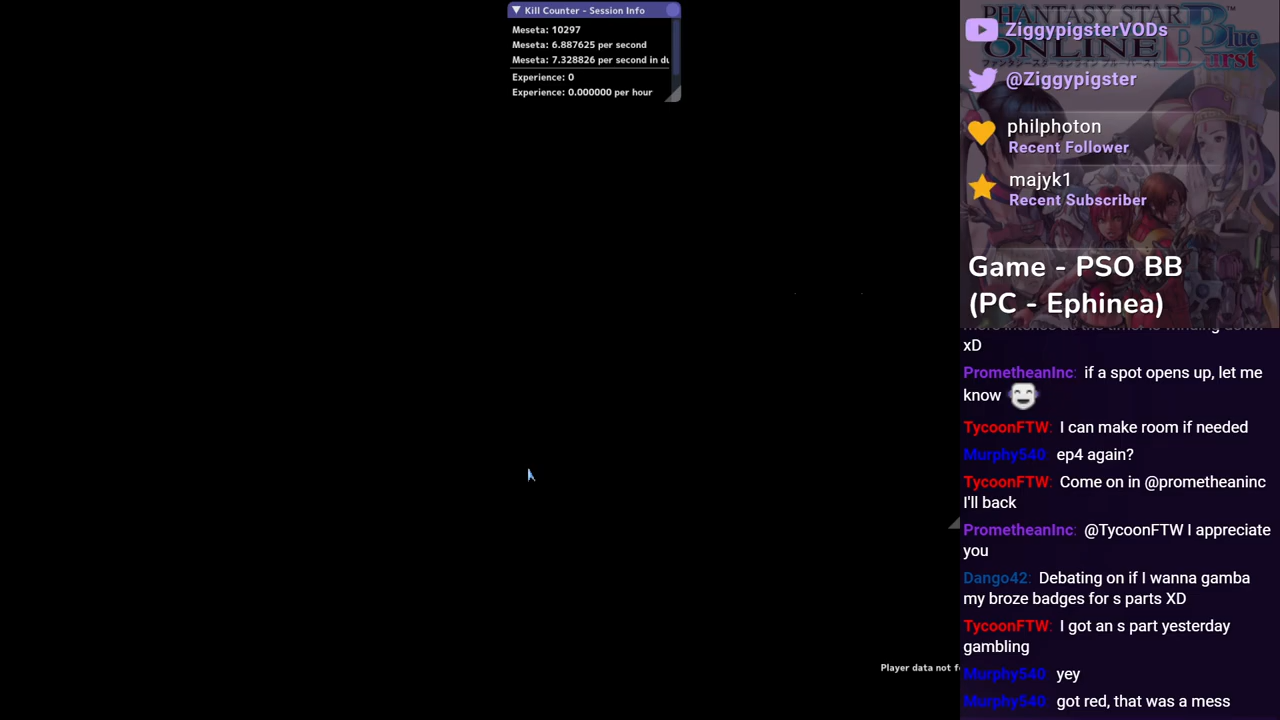 Kill Counter - Session Info
Meseta: 10297
Meseta: 6.887625 per second
Meseta: 7.328826 per second in du
Experience: 0
Experience: 0.000000 per hour
Player data not f
PHANTASY STAR
ONLINE Blue
Burst
ZiggypigsterVODs
@Ziggypigster
philphoton
Recent Follower
majyk1
Recent Subscriber
Game - PSO BB
(PC - Ephinea)
xD
PrometheanInc: if a spot opens up, let me
know
TycoonFTW: I can make room if needed
Murphy540: ep4 again?
TycoonFTW: Come on in @prometheaninc
I'll back
PrometheanInc: @TycoonFTW I appreciate
you
Dango42: Debating on if I wanna gamba
my broze badges for s parts XD
TycoonFTW: I got an s part yesterday
gambling
Murphy540: yey
Murphy540: got red, that was a mess